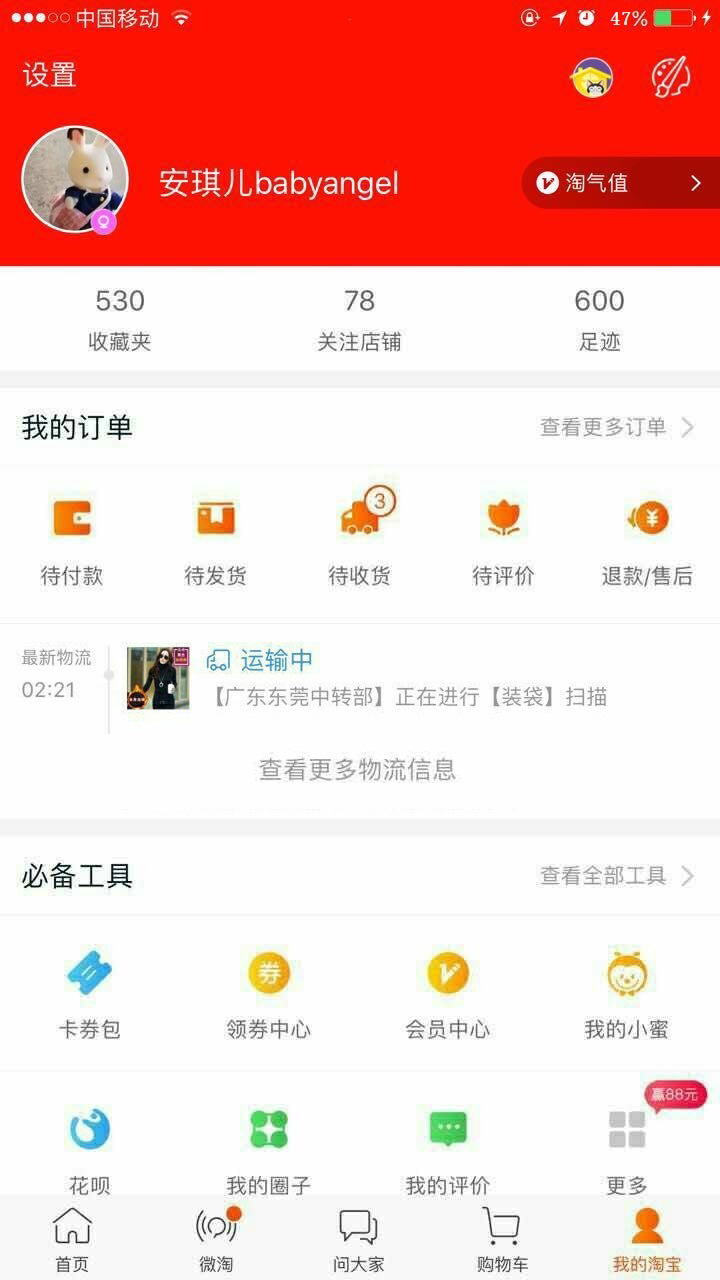 中国移动 47%
设置
安琪儿babyangel
淘气值
530 78 600
收藏夹 关注店铺 足迹
我的订单 查看更多订单
3
待付款 待发货 待收货 待评价 退款/售后
最新物流 运输中
02:21 【广东东莞中转部】正在进行【装袋】扫描
查看更多物流信息
必备工具 查看全部工具
券
卡券包 领券中心 会员中心 我的小蜜
赢88元
花呗 我的圈子 我的评价 更多
首页 微淘 问大家 购物车 我的淘宝